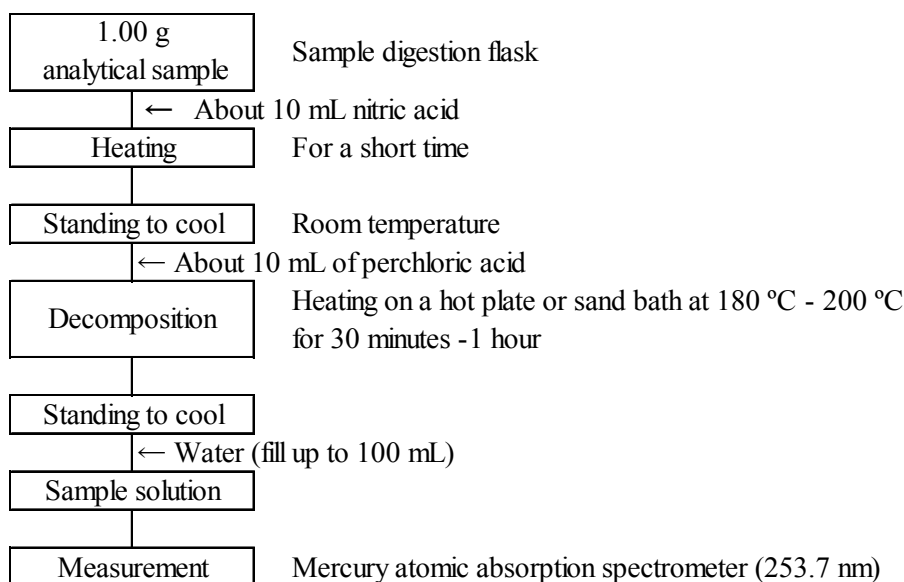 1.00 g
analytical sample
Sample digestion flask
← About 10 mL nitric acid
Heating
For a short time
Standing to cool
Room temperature
← About 10 mL of perchloric acid
Decomposition
Heating on a hot plate or sand bath at 180 ºC - 200 ºC
for 30 minutes -1 hour
Standing to cool
← Water (fill up to 100 mL)
Sample solution
Measurement
Mercury atomic absorption spectrometer (253.7 nm)